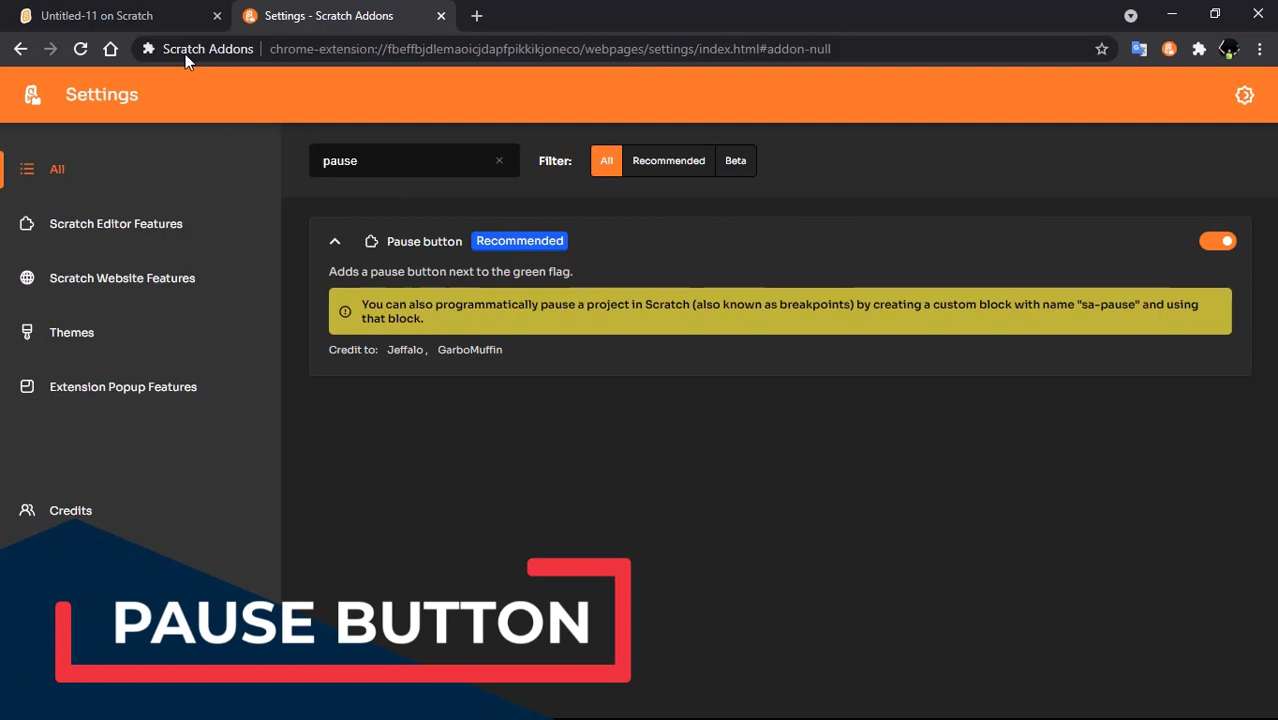 Untitled-11 on Scratch
Settings - Scratch Addons
Scratch Addons
chrome-extension://fbeffbjdlemaoicjdapfpikkikjoneco/webpages/settings/index.html#addon-null
Settings
All
Scratch Editor Features
Scratch Website Features
Themes
Extension Popup Features
Credits
pause
Filter:
All
Recommended
Beta
Pause button
Recommended
Adds a pause button next to the green flag.
You can also programmatically pause a project in Scratch (also known as breakpoints) by creating a custom block with name "sa-pause" and using
that block.
Credit to: Jeffalo , GarboMuffin
PAUSE BUTTON